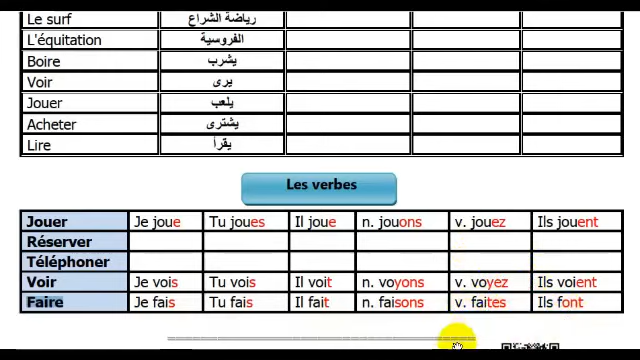 Le surf رياضة الشراع
L'équitation الفروسية
Boire يشرب
Voir يرى
Jouer يلعب
Acheter يشترى
Lire يقرأ
Les verbes
Jouer Je joue Tu joues Il joue n. jouons v. jouez Ils jouent
Réserver
Téléphoner
Voir Je vois Tu vois Il voit n. voyons v. voyez Ils voient
Faire Je fais Tu fais Il fait n. faisons v. faites Ils font